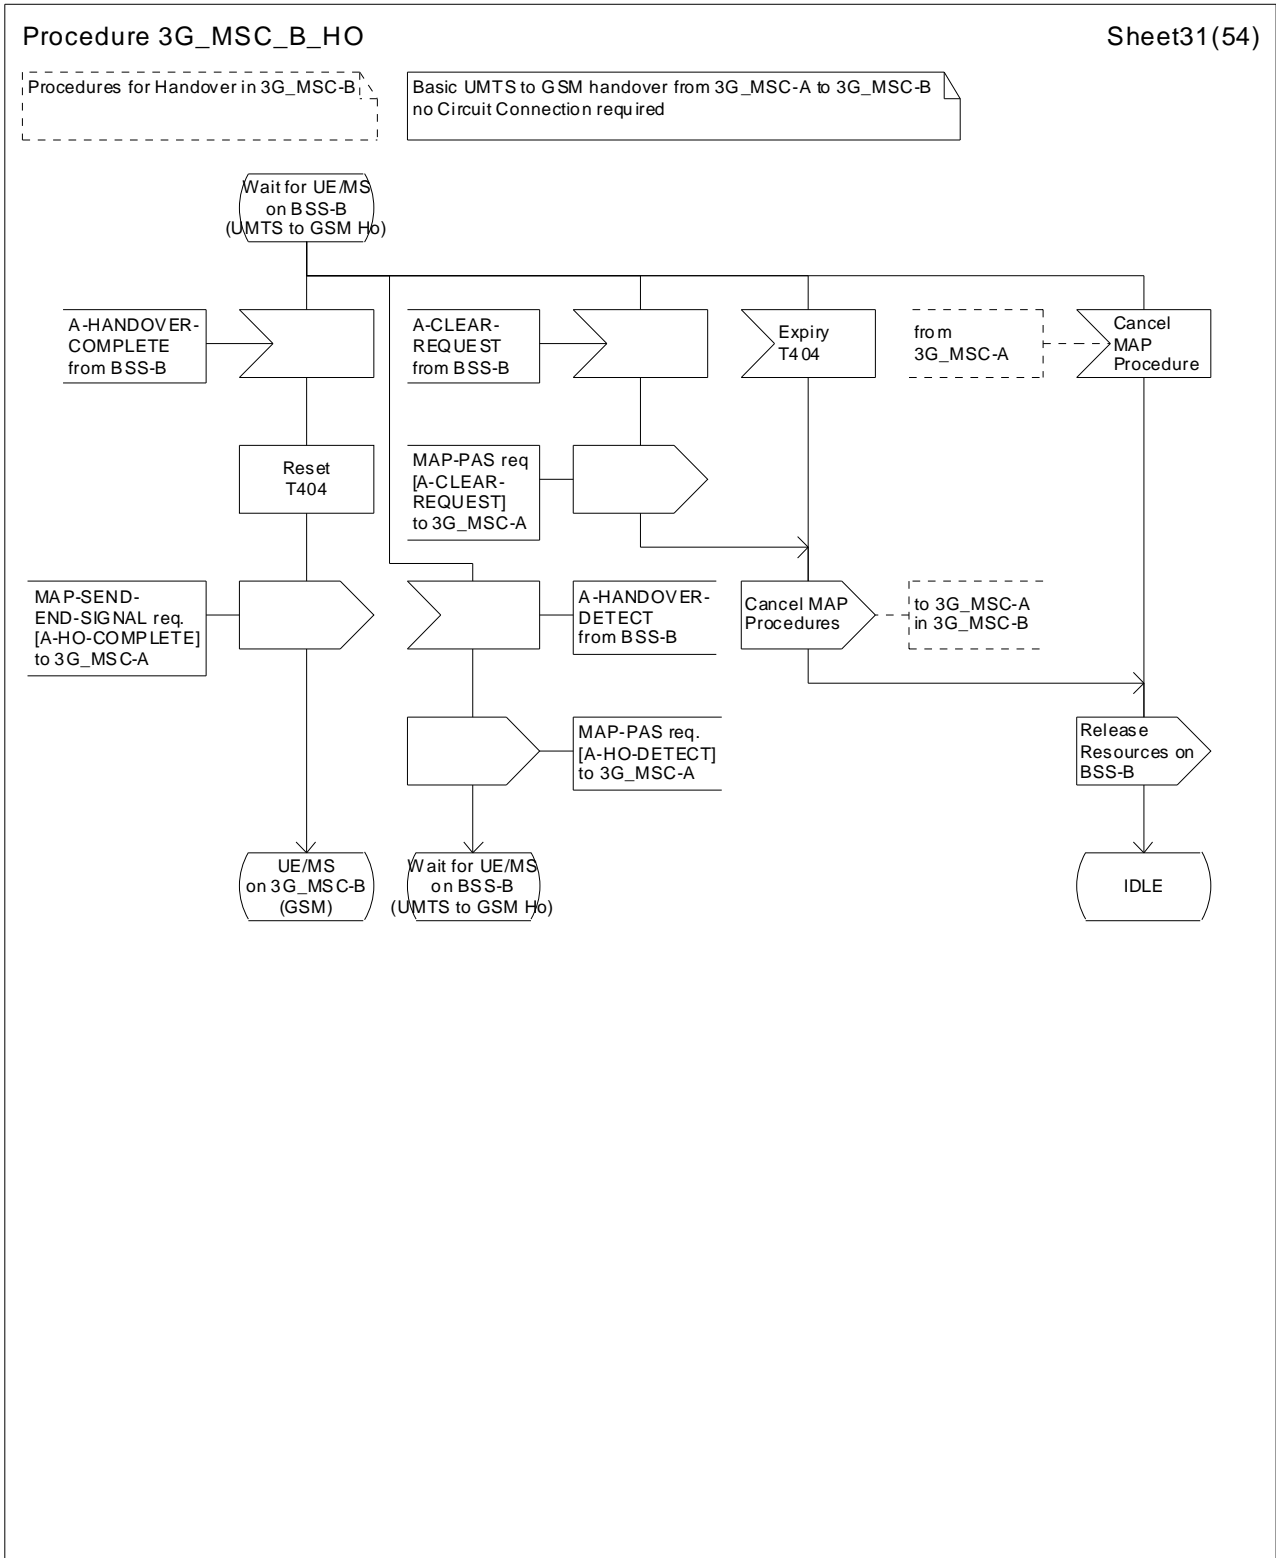 Procedure 3G_MSC_B_HO
Sheet31(54)
Procedures for Handover in 3G_MSC-B
Basic UMTS to GSM handover from 3G_MSC-A to 3G_MSC-B
no Circuit Connection required
Wait for UE/MS
on BSS-B
(UMTS to GSM Ho)
A-HANDOVER-
COMPLETE
from BSS-B
A-CLEAR-
REQUEST
from BSS-B
Expiry
T404
from
3G_MSC-A
Cancel
MAP
Procedure
Reset
T404
MAP-PAS req
[A-CLEAR-
REQUEST]
to 3G_MSC-A
MAP-SEND-
END-SIGNAL req.
[A-HO-COMPLETE]
to 3G_MSC-A
A-HANDOVER-
DETECT
from BSS-B
Cancel MAP
Procedures
to 3G_MSC-A
in 3G_MSC-B
MAP-PAS req.
[A-HO-DETECT]
to 3G_MSC-A
Release
Resources on
BSS-B
UE/MS
on 3G_MSC-B
(GSM)
Wait for UE/MS
on BSS-B
(UMTS to GSM Ho)
IDLE